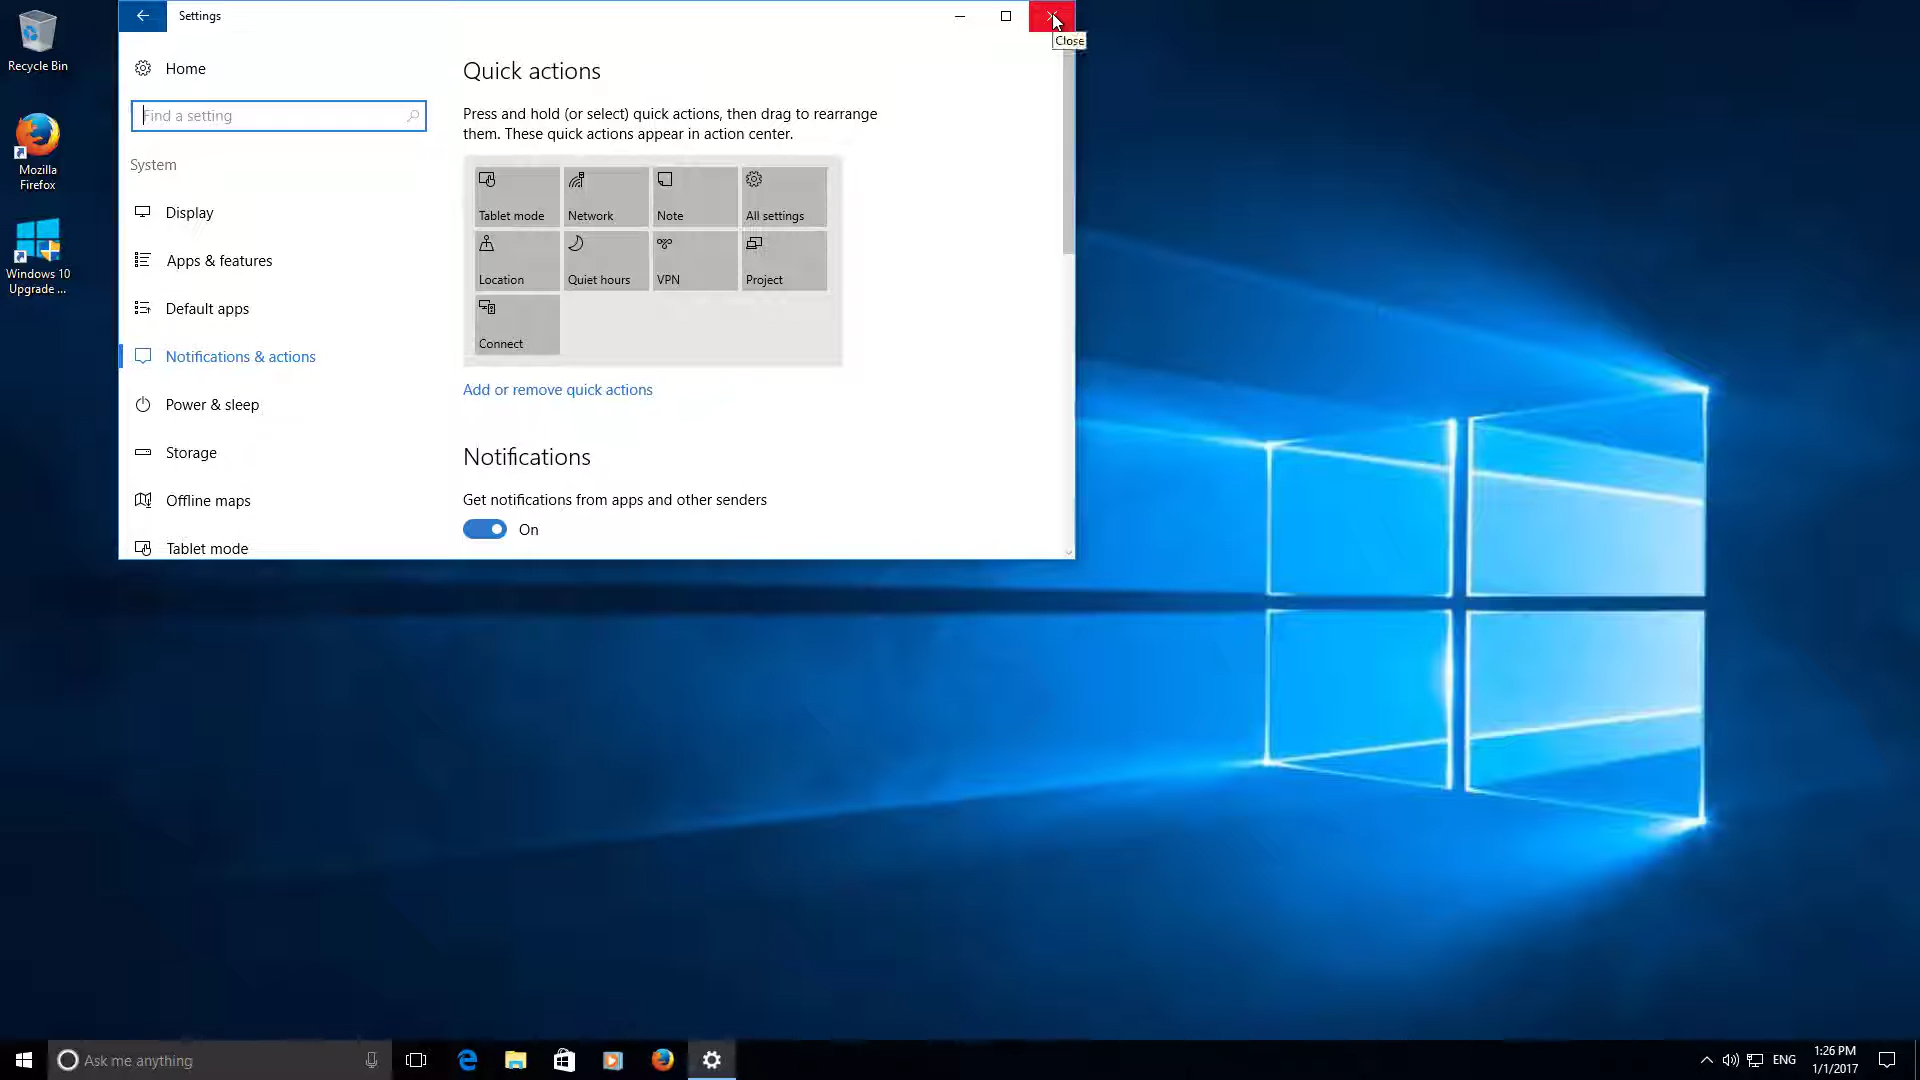 Recycle Bin
Mozilla
Firefox
Windows 10
Upgrade ...
Settings
Close
Home
Find a setting
System
Display
Apps & features
Default apps
Notifications & actions
Power & sleep
Storage
Offline maps
Tablet mode
Quick actions
Press and hold (or select) quick actions, then drag to rearrange
them. These quick actions appear in action center.
Tablet mode
Network
Note
All settings
Location
Quiet hours
VPN
Project
Connect
Add or remove quick actions
Notifications
Get notifications from apps and other senders
On
Ask me anything
ENG
1:26 PM
1/1/2017